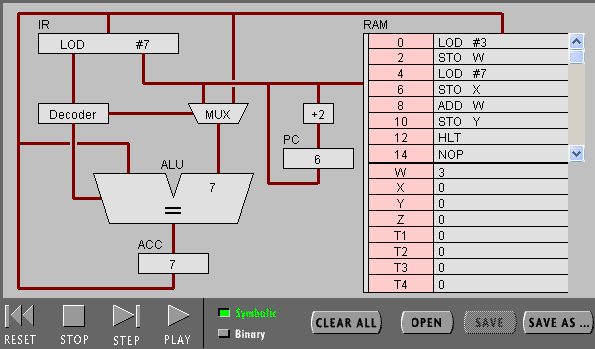 IR
LOD #7
Decoder
MUX
+2
PC
6
ALU
7
=
ACC
7
RAM
0 LOD #3
2 STO W
4 LOD #7
6 STO X
8 ADD W
10 STO Y
12 HLT
14 NOP
W 3
X 0
Y 0
Z 0
T1 0
T2 0
T3 0
T4 0
RESET STOP STEP PLAY
Symbolic
Binary
CLEAR ALL OPEN SAVE SAVE AS ...